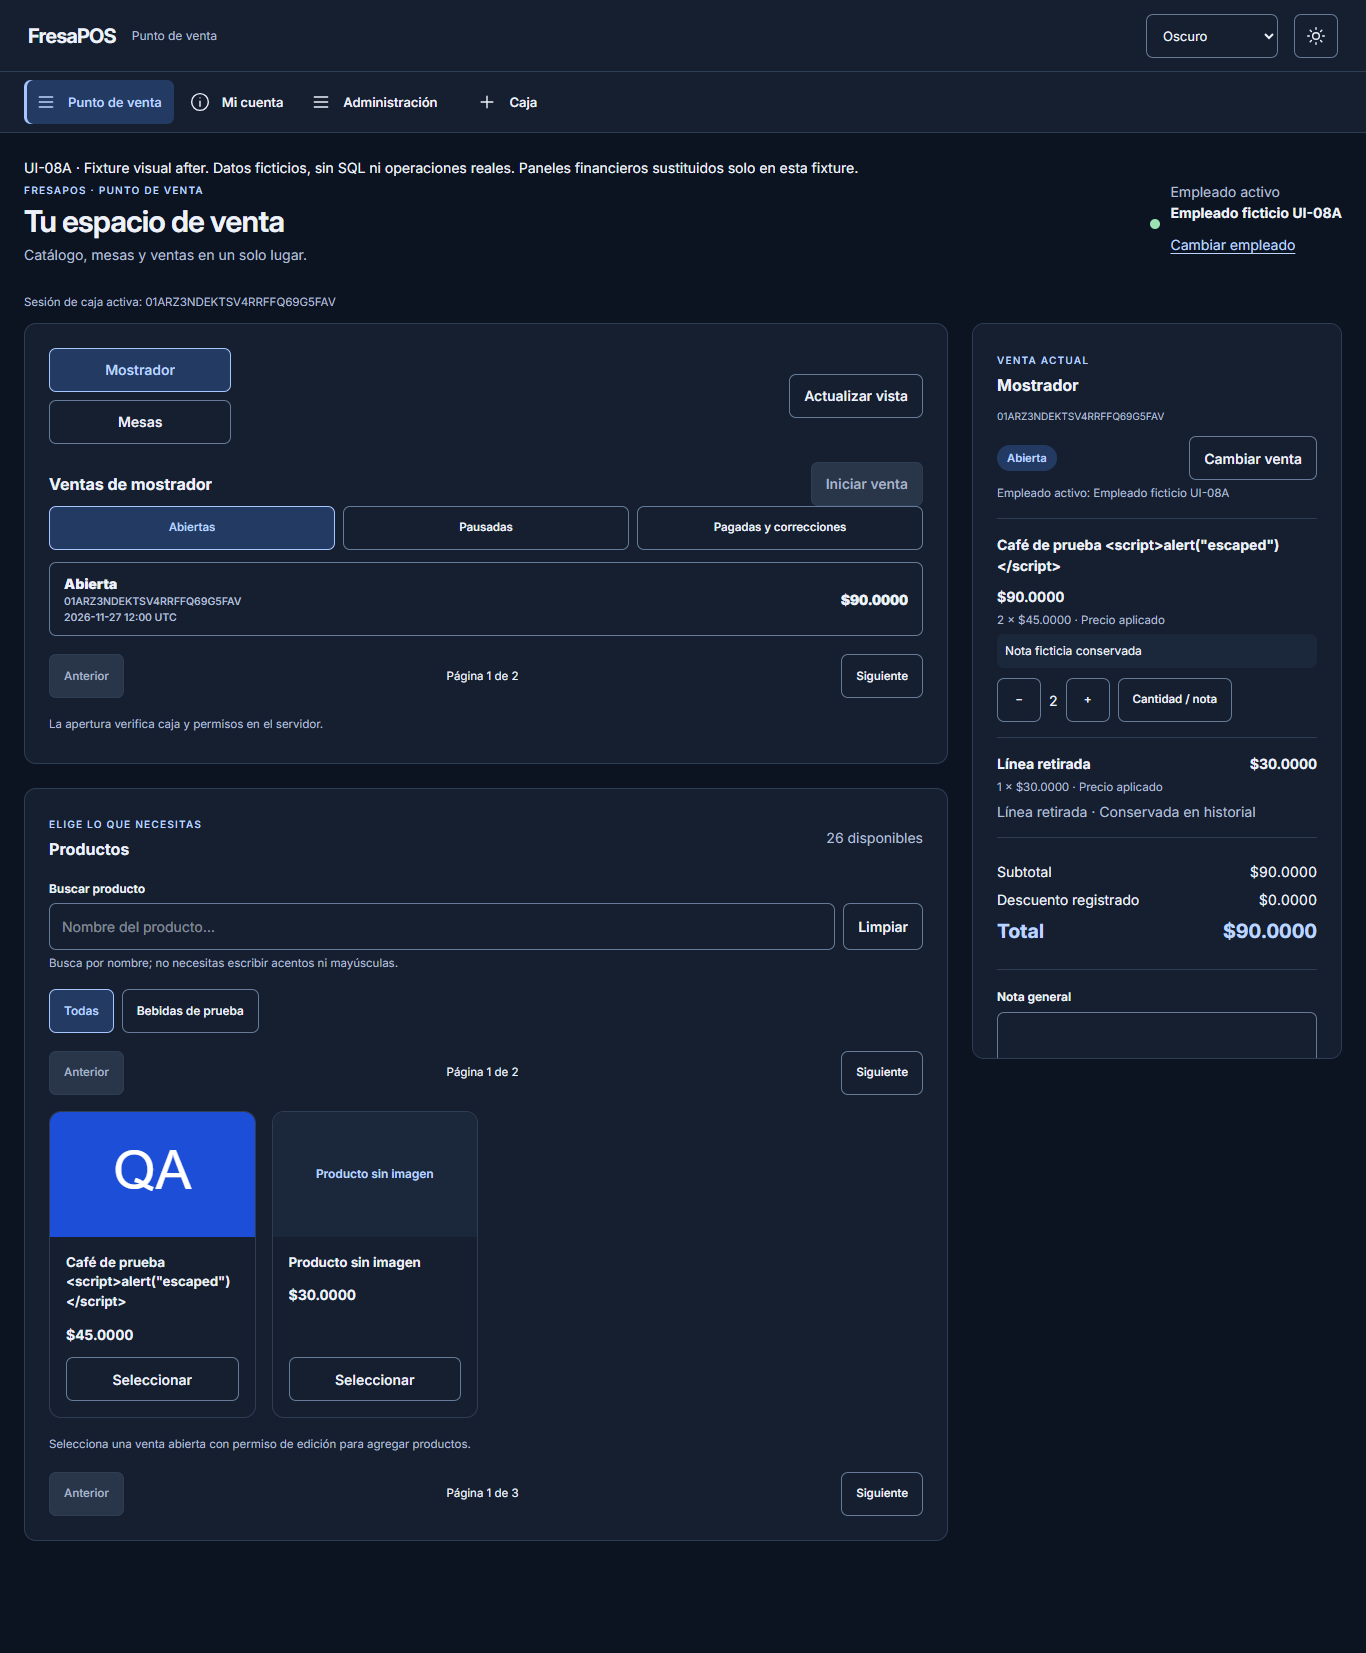 FresaPOS
Punto de venta
Oscuro
Punto de venta
Mi cuenta
Administración
Caja
UI-08A · Fixture visual after. Datos ficticios, sin SQL ni operaciones reales. Paneles financieros sustituidos solo en esta fixture.
FRESAPOS · PUNTO DE VENTA
Tu espacio de venta
Catálogo, mesas y ventas en un solo lugar.
Empleado activo
Empleado ficticio UI-08A
Cambiar empleado
Sesión de caja activa: 01ARZ3NDEKTSV4RRFFQ69G5FAV
Mostrador
Mesas
Actualizar vista
Ventas de mostrador
Iniciar venta
Abiertas
Pausadas
Pagadas y correcciones
Abierta
01ARZ3NDEKTSV4RRFFQ69G5FAV
2026-11-27 12:00 UTC
$90.0000
Anterior
Página 1 de 2
Siguiente
La apertura verifica caja y permisos en el servidor.
ELIGE LO QUE NECESITAS
Productos
26 disponibles
Buscar producto
Nombre del producto...
Limpiar
Busca por nombre; no necesitas escribir acentos ni mayúsculas.
Todas
Bebidas de prueba
Anterior
Página 1 de 2
Siguiente
QA
Café de prueba
<script>alert("escaped")
</script>
$45.0000
Seleccionar
Producto sin imagen
Producto sin imagen
$30.0000
Seleccionar
Selecciona una venta abierta con permiso de edición para agregar productos.
Anterior
Página 1 de 3
Siguiente
VENTA ACTUAL
Mostrador
01ARZ3NDEKTSV4RRFFQ69G5FAV
Abierta
Cambiar venta
Empleado activo: Empleado ficticio UI-08A
Café de prueba <script>alert("escaped")
</script>
$90.0000
2 × $45.0000 · Precio aplicado
Nota ficticia conservada
− 2 +
Cantidad / nota
Línea retirada
$30.0000
1 × $30.0000 · Precio aplicado
Línea retirada · Conservada en historial
Subtotal
$90.0000
Descuento registrado
$0.0000
Total
$90.0000
Nota general